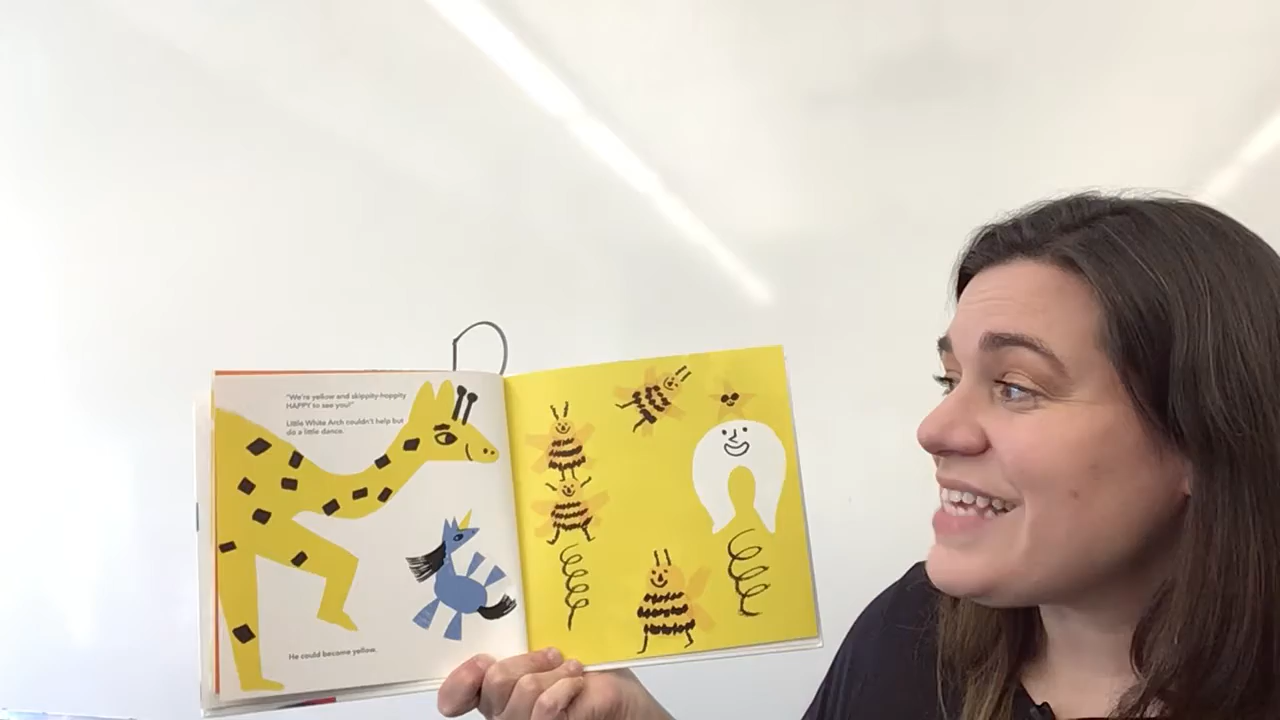 "We're yellow and skippity-hoppity
HAPPY to see you!"
Little White Arch couldn't help but
do a little dance.
He could become yellow.